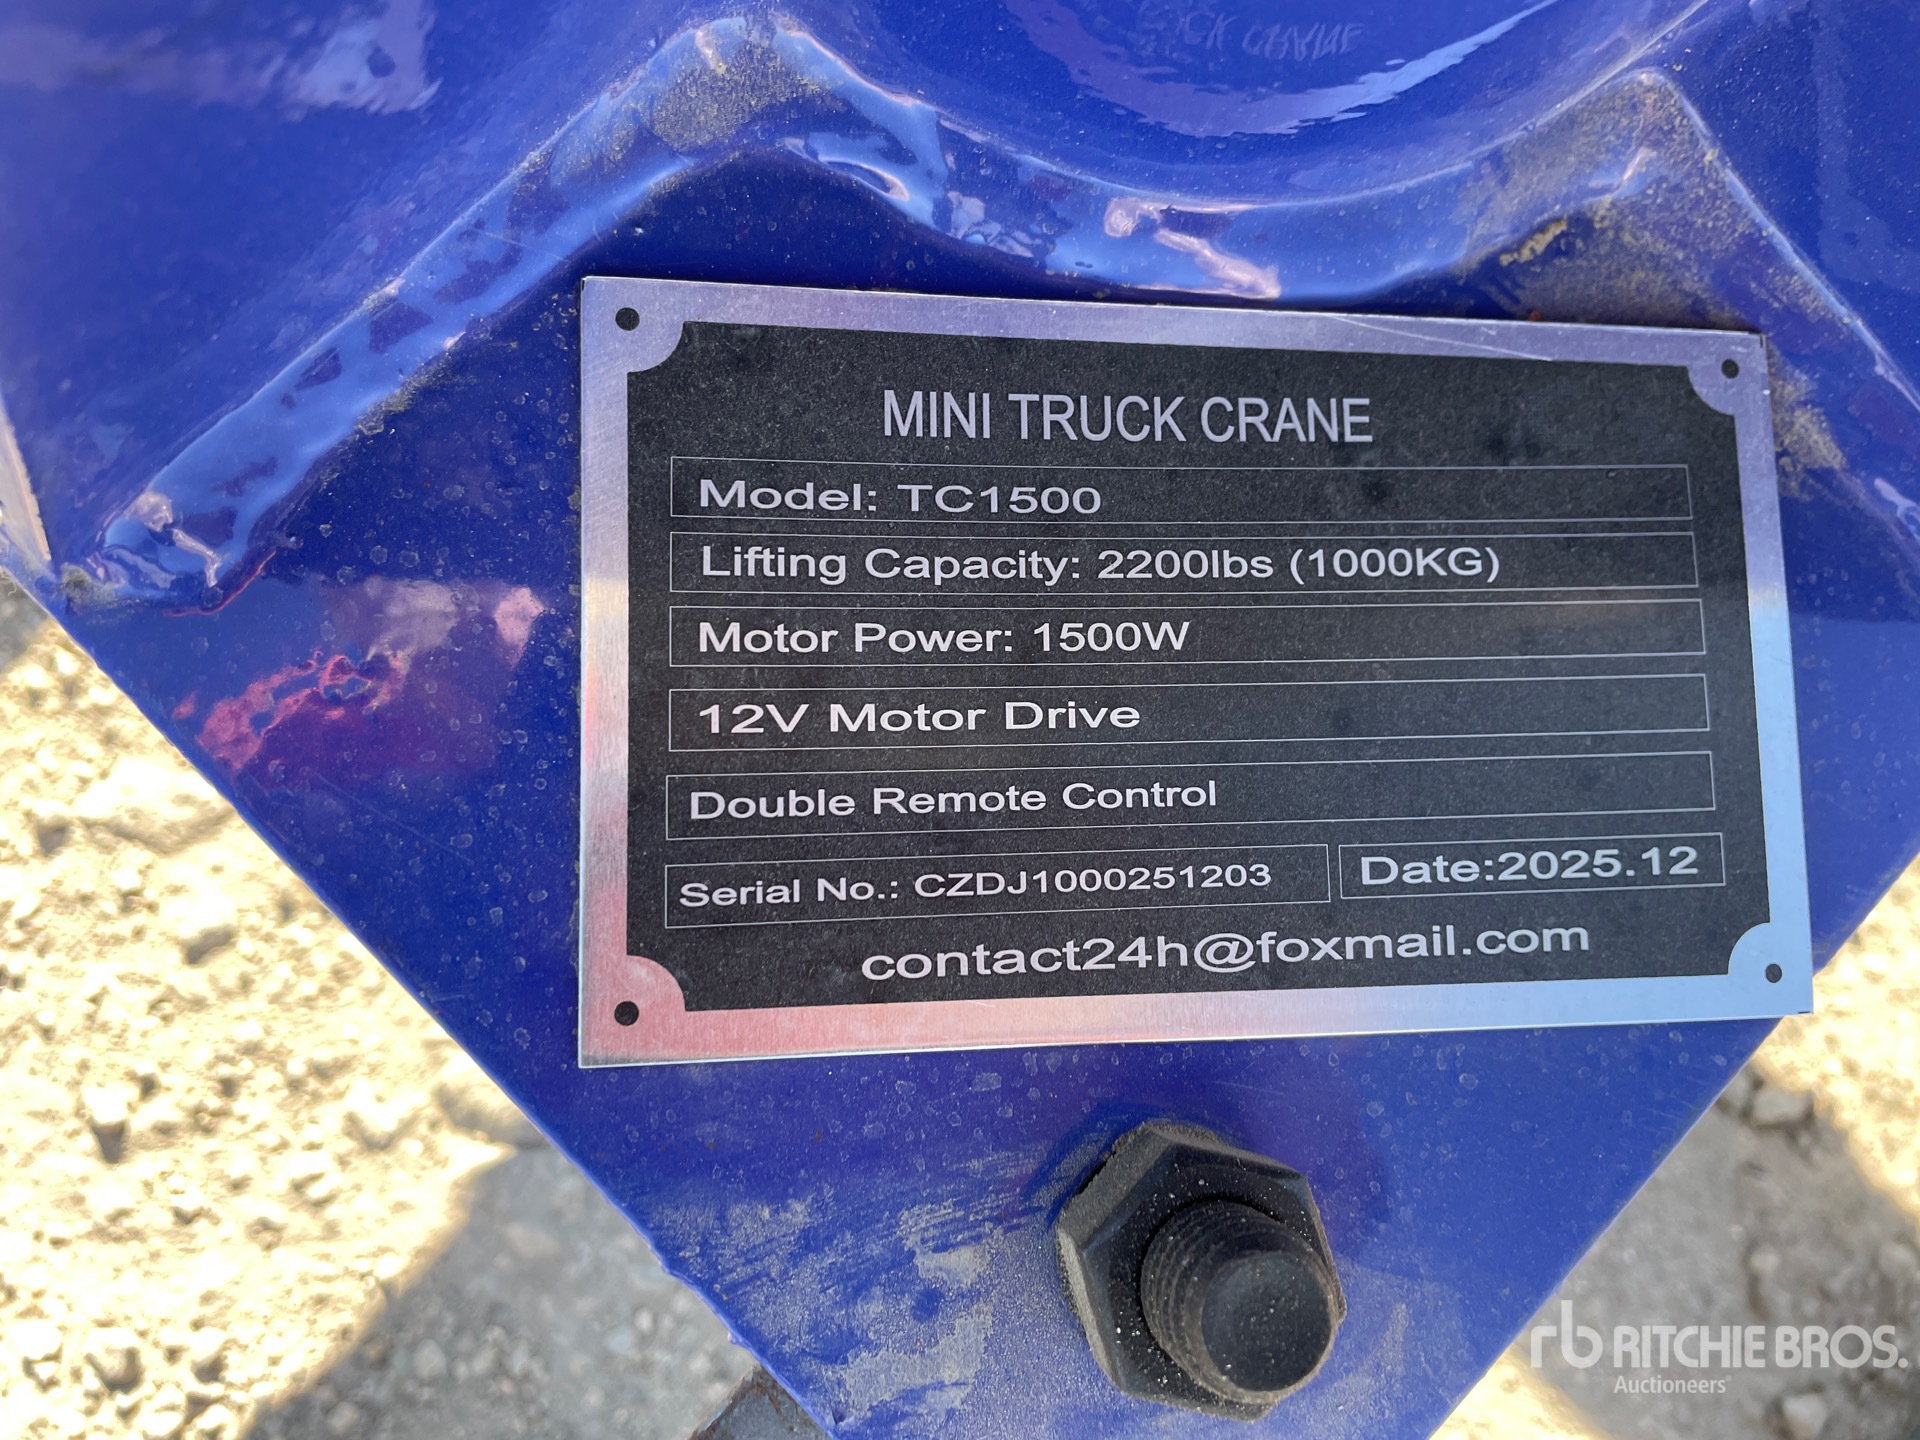 MINI TRUCK CRANE
Model: TC1500
Lifting Capacity: 2200lbs (1000KG)
Motor Power: 1500W
12V Motor Drive
Double Remote Control
Serial No.: CZDJ1000251203
Date:2025.12
contact24h@foxmail.com
rb RITCHIE BROS.
Auctioneers